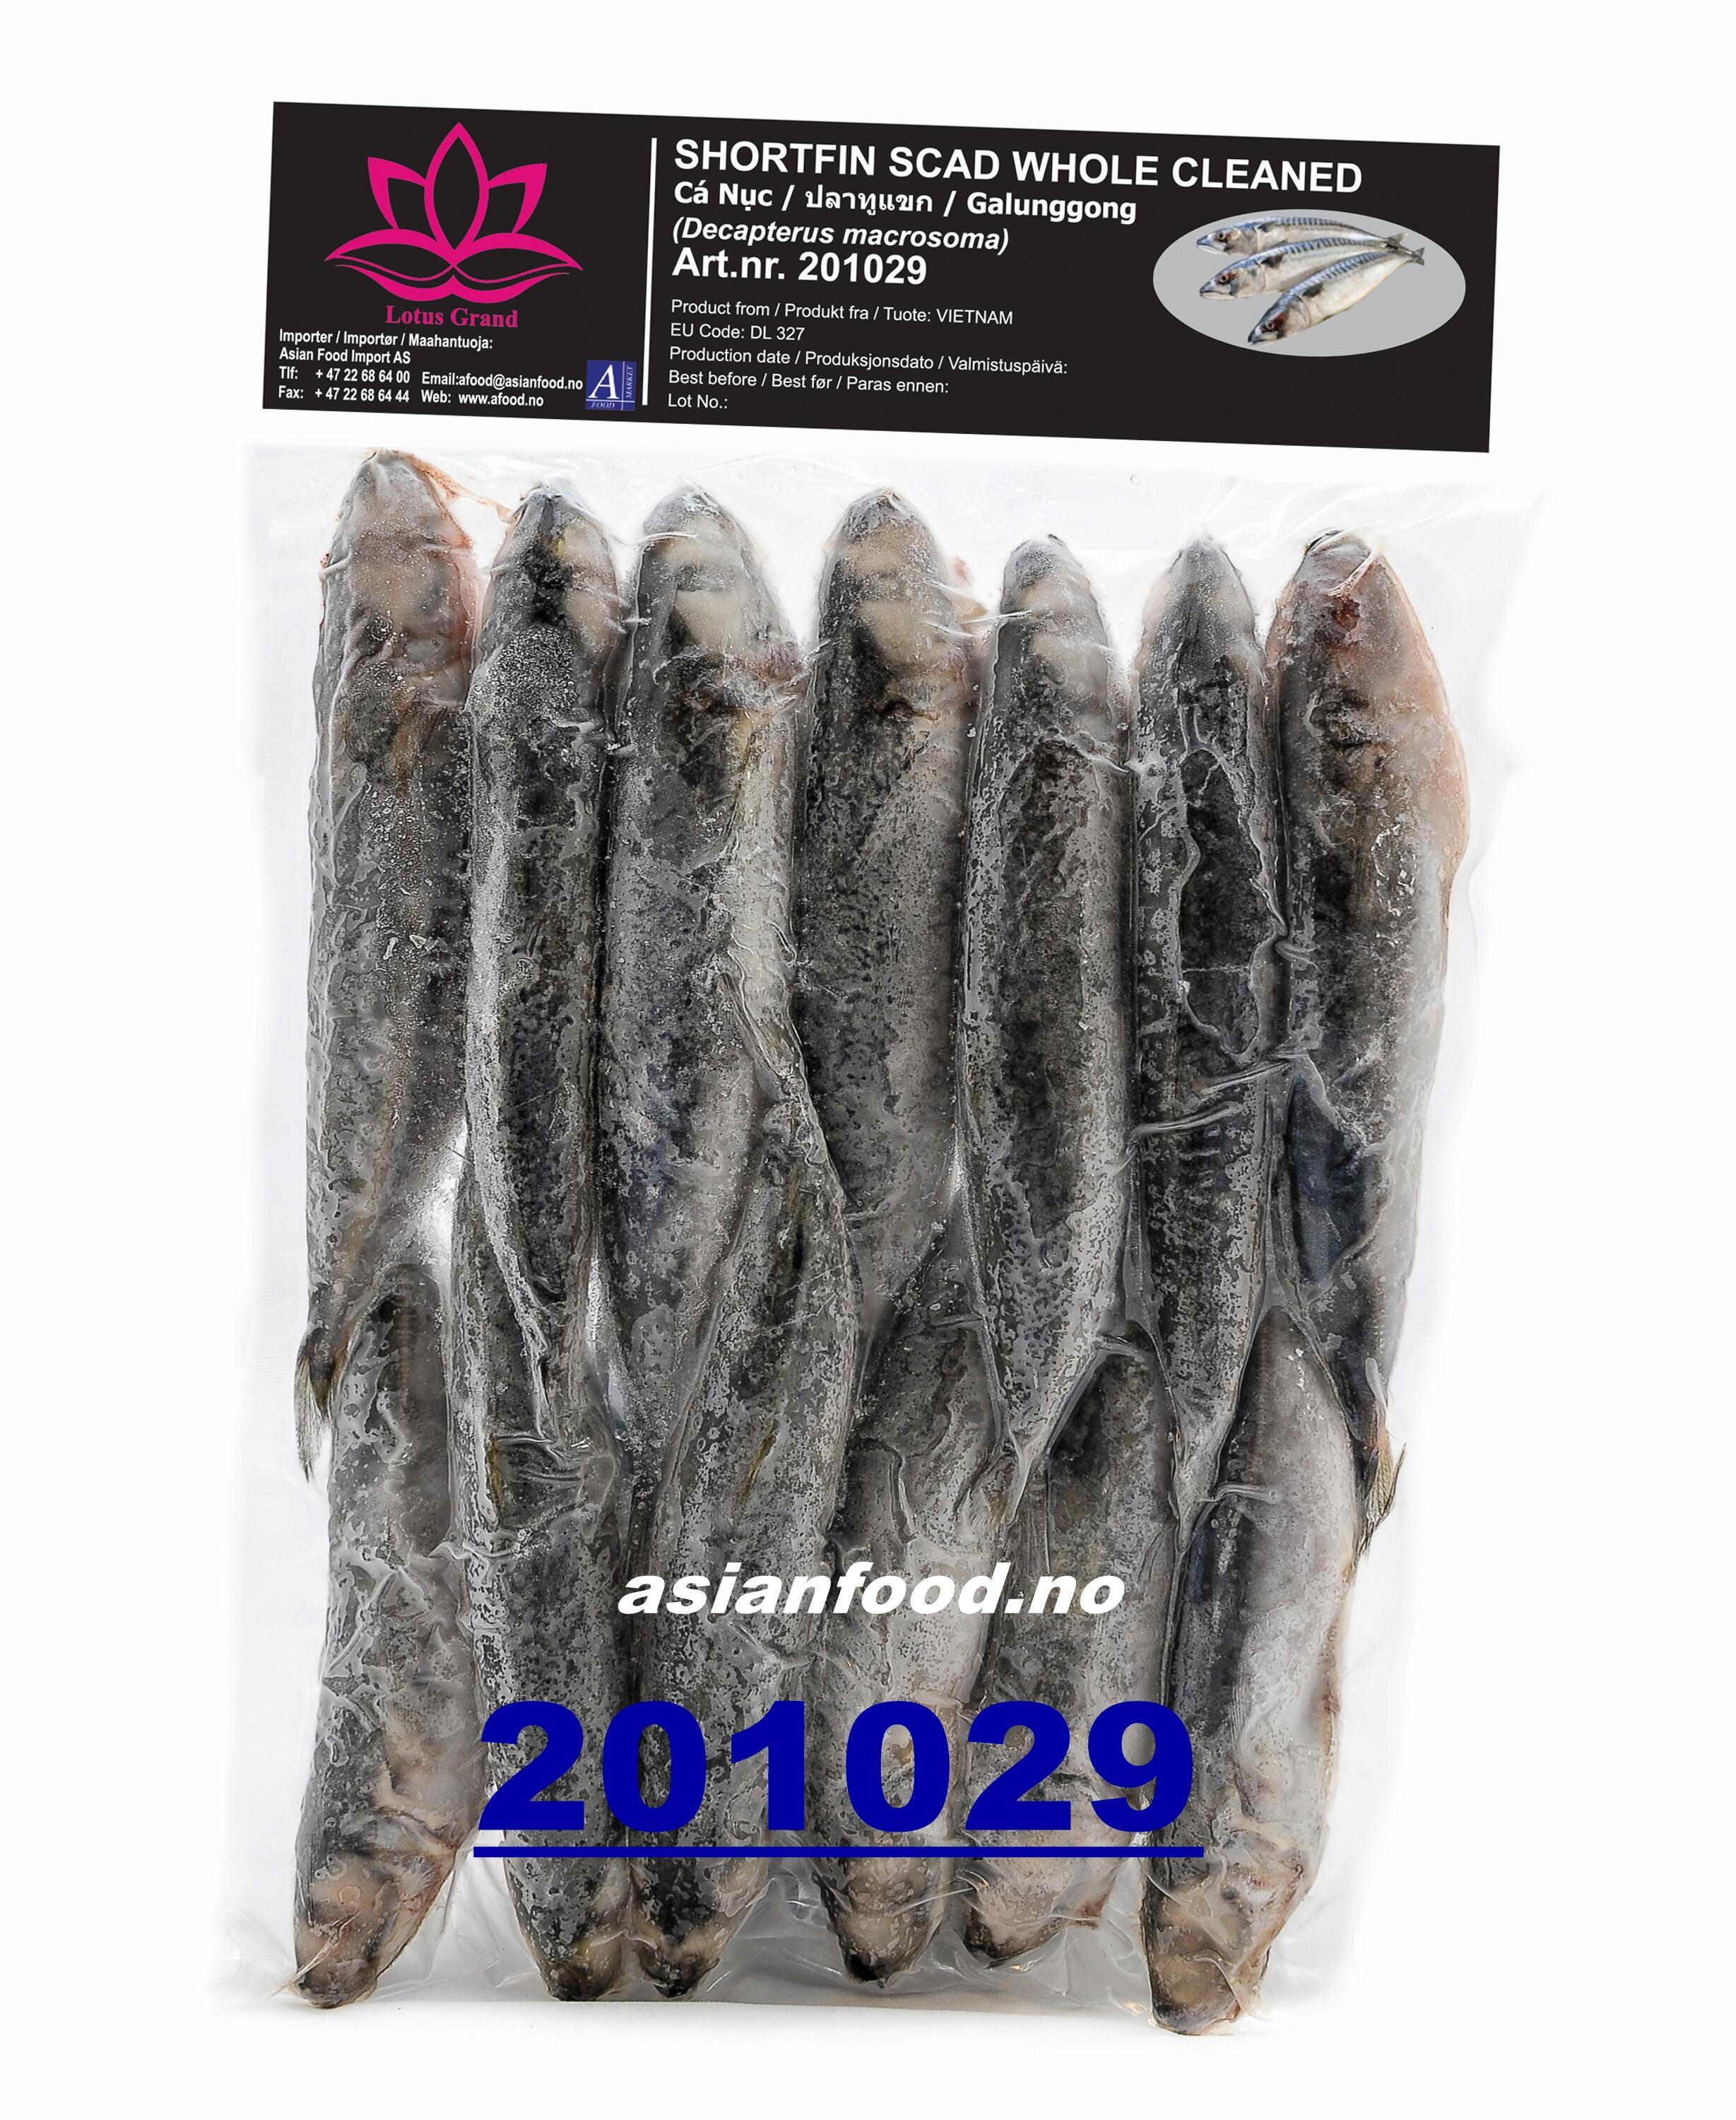 Lotus Grand
Importer / Importør / Maahantuoja:
Asian Food Import AS
Tlf: + 47 22 68 64 00 Email:afood@asianfood.no
Fax: + 47 22 68 64 44 Web: www.afood.no
A
FOOD
MARKET
SHORTFIN SCAD WHOLE CLEANED
Cá Nục / ปลาทูแขก / Galunggong
(Decapterus macrosoma)
Art.nr. 201029
Product from / Produkt fra / Tuote: VIETNAM
EU Code: DL 327
Production date / Produksjonsdato / Valmistuspäivä:
Best before / Best før / Paras ennen:
Lot No.:
asianfood.no
201029